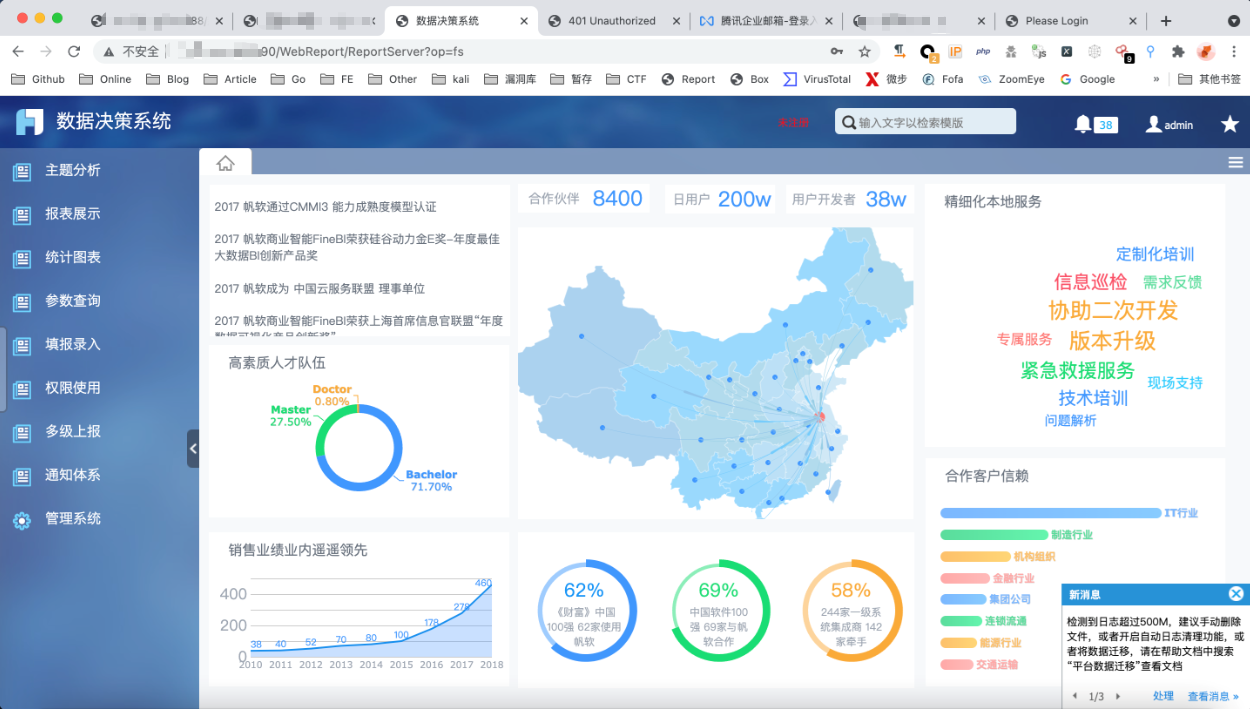 数据决策系统
401 Unauthorized
腾讯企业邮箱-登录入
Please Login
不安全
90/WebReport/ReportServer?op=fs
IP
php
2
js
9
Github
Online
Blog
Article
Go
FE
Other
kali
漏洞库
暂存
CTF
Report
Box
VirusTotal
微步
Fofa
ZoomEye
Google
»
其他书签
数据决策系统
未注册
输入文字以检索模版
38
admin
主题分析
报表展示
统计图表
参数查询
填报录入
权限使用
多级上报
通知体系
管理系统
2017 帆软通过CMMI3 能力成熟度模型认证
2017 帆软商业智能FineBI荣获硅谷动力金E奖-年度最佳
大数据BI创新产品奖
2017 帆软成为 中国云服务联盟 理事单位
2017 帆软商业智能FineBI荣获上海首席信息官联盟“年度
数据可视化产品创新奖”
高素质人才队伍
Doctor
0.80%
Master
27.50%
Bachelor
71.70%
销售业绩业内遥遥领先
400
200
0
38
40
52
70
80
100
178
278
460
2010
2011
2012
2013
2014
2015
2016
2017
2018
合作伙伴 8400
日用户 200w
用户开发者 38w
62%
《财富》中国
100强 62家使用
帆软
69%
中国软件100
强 69家与帆
软合作
58%
244家一级系
统集成商 142
家牵手
精细化本地服务
定制化培训
信息巡检
需求反馈
协助二次开发
专属服务
版本升级
紧急救援服务
现场支持
技术培训
问题解析
合作客户信赖
IT行业
制造行业
机构组织
金融行业
集团公司
连锁流通
能源行业
交通运输
新消息
检测到日志超过500M，建议手动删除
文件，或者开启自动日志清理功能，或
者将数据迁移，请在帮助文档中搜索
“平台数据迁移”查看文档
1/3
处理
查看消息 »